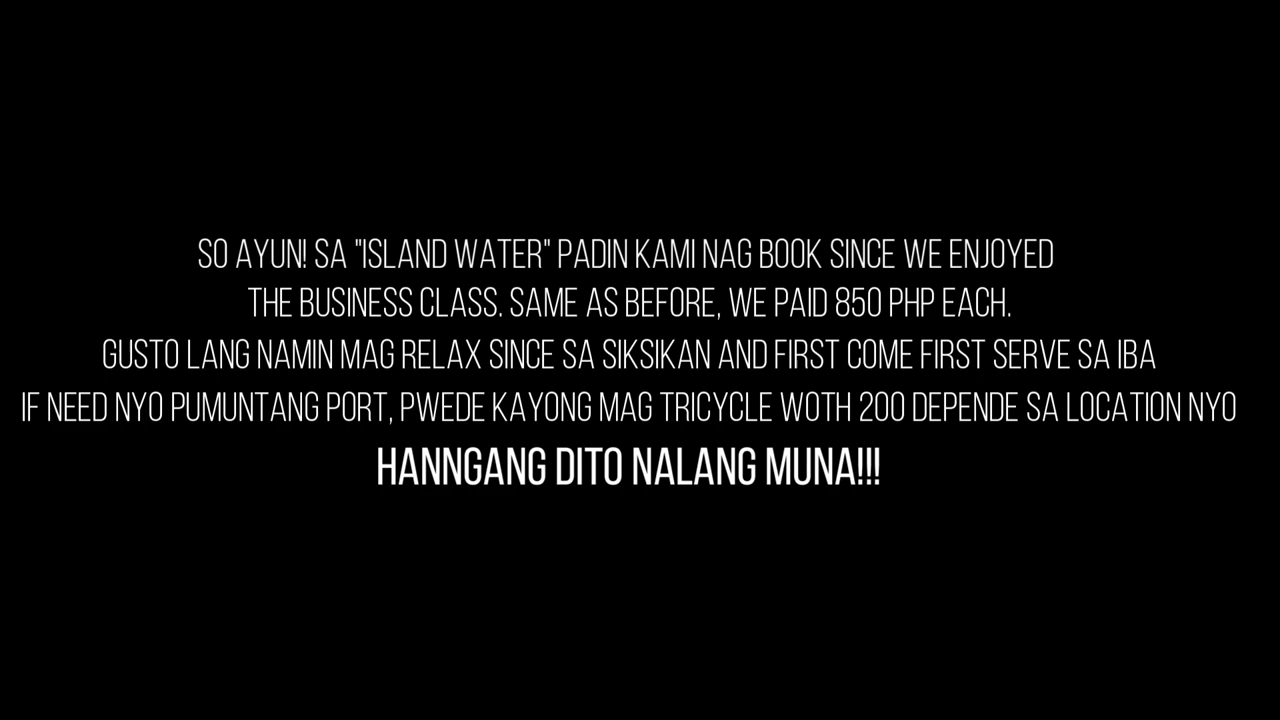 SO AYUN! SA "ISLAND WATER" PADIN KAMI NAG BOOK SINCE WE ENJOYED
THE BUSINESS CLASS. SAME AS BEFORE, WE PAID 850 PHP EACH.
GUSTO LANG NAMIN MAG RELAX SINCE SA SIKSIKAN AND FIRST COME FIRST SERVE SA IBA
IF NEED NYO PUMUNTANG PORT, PWEDE KAYONG MAG TRICYCLE WOTH 200 DEPENDE SA LOCATION NYO
HANNGANG DITO NALANG MUNA!!!